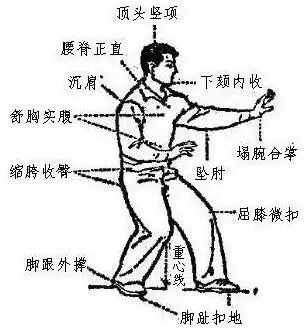 顶头竖项
腰脊正直
沉肩
下颏内收
舒胸实腹
塌腕合掌
坠肘
缩胯收臀
屈膝微扣
重心线
脚跟外撑
脚趾扣地